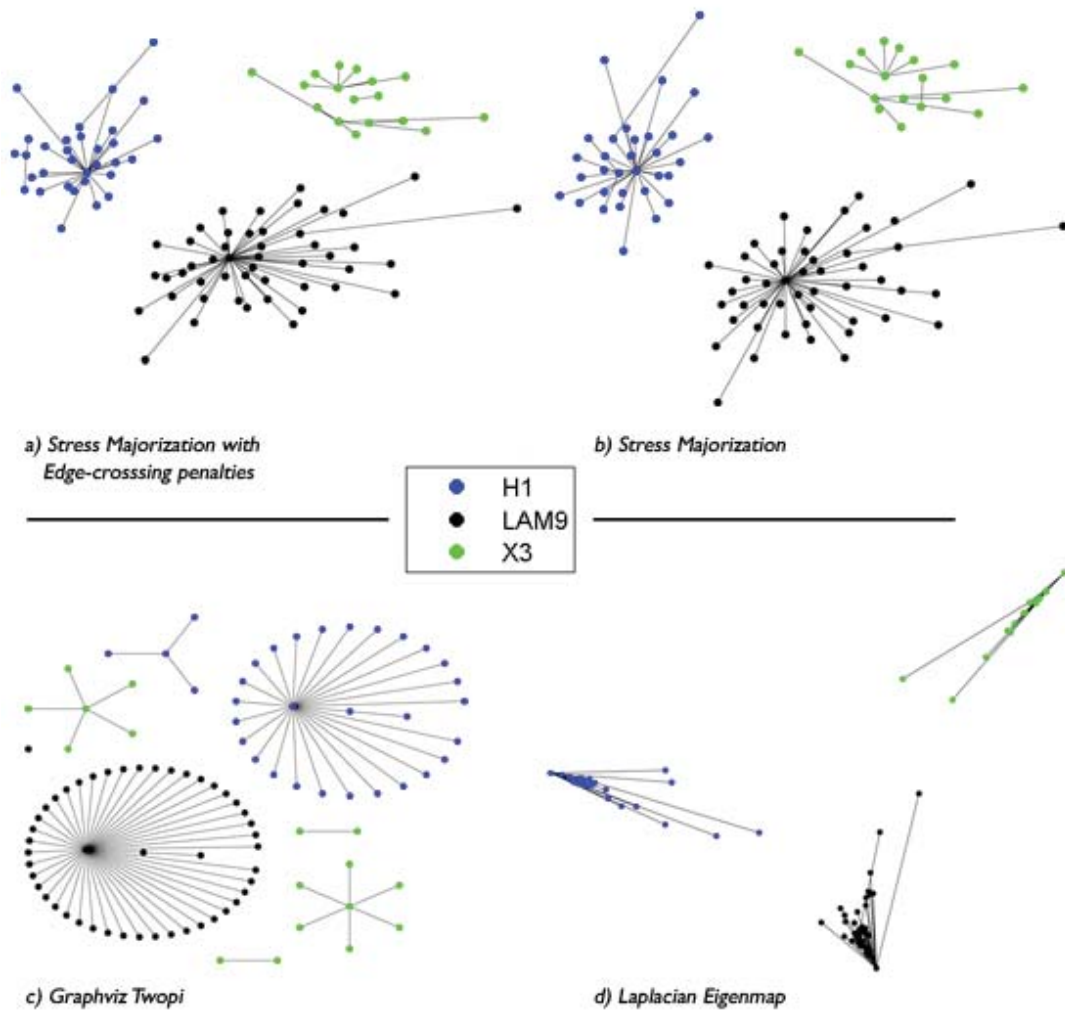 a) Stress Majorization with
Edge-crosssing penalties
b) Stress Majorization
H1
LAM9
X3
c) Graphviz Twopi
d) Laplacian Eigenmap